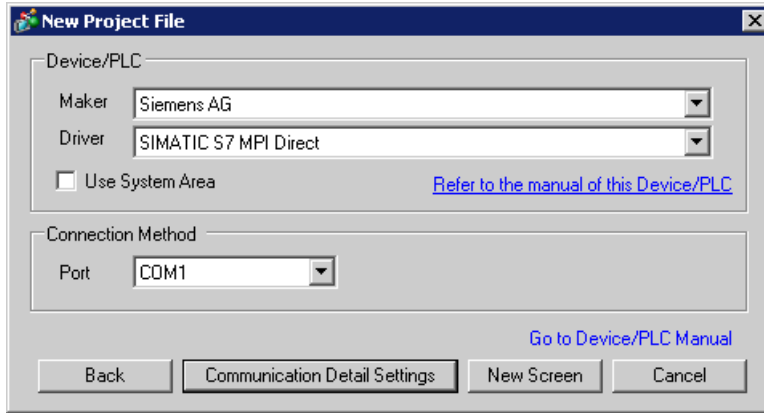 New Project File
Device/PLC
Maker Siemens AG
Driver SIMATIC S7 MPI Direct
Use System Area Refer to the manual of this Device/PLC
Connection Method
Port COM1
Go to Device/PLC Manual
Back Communication Detail Settings New Screen Cancel